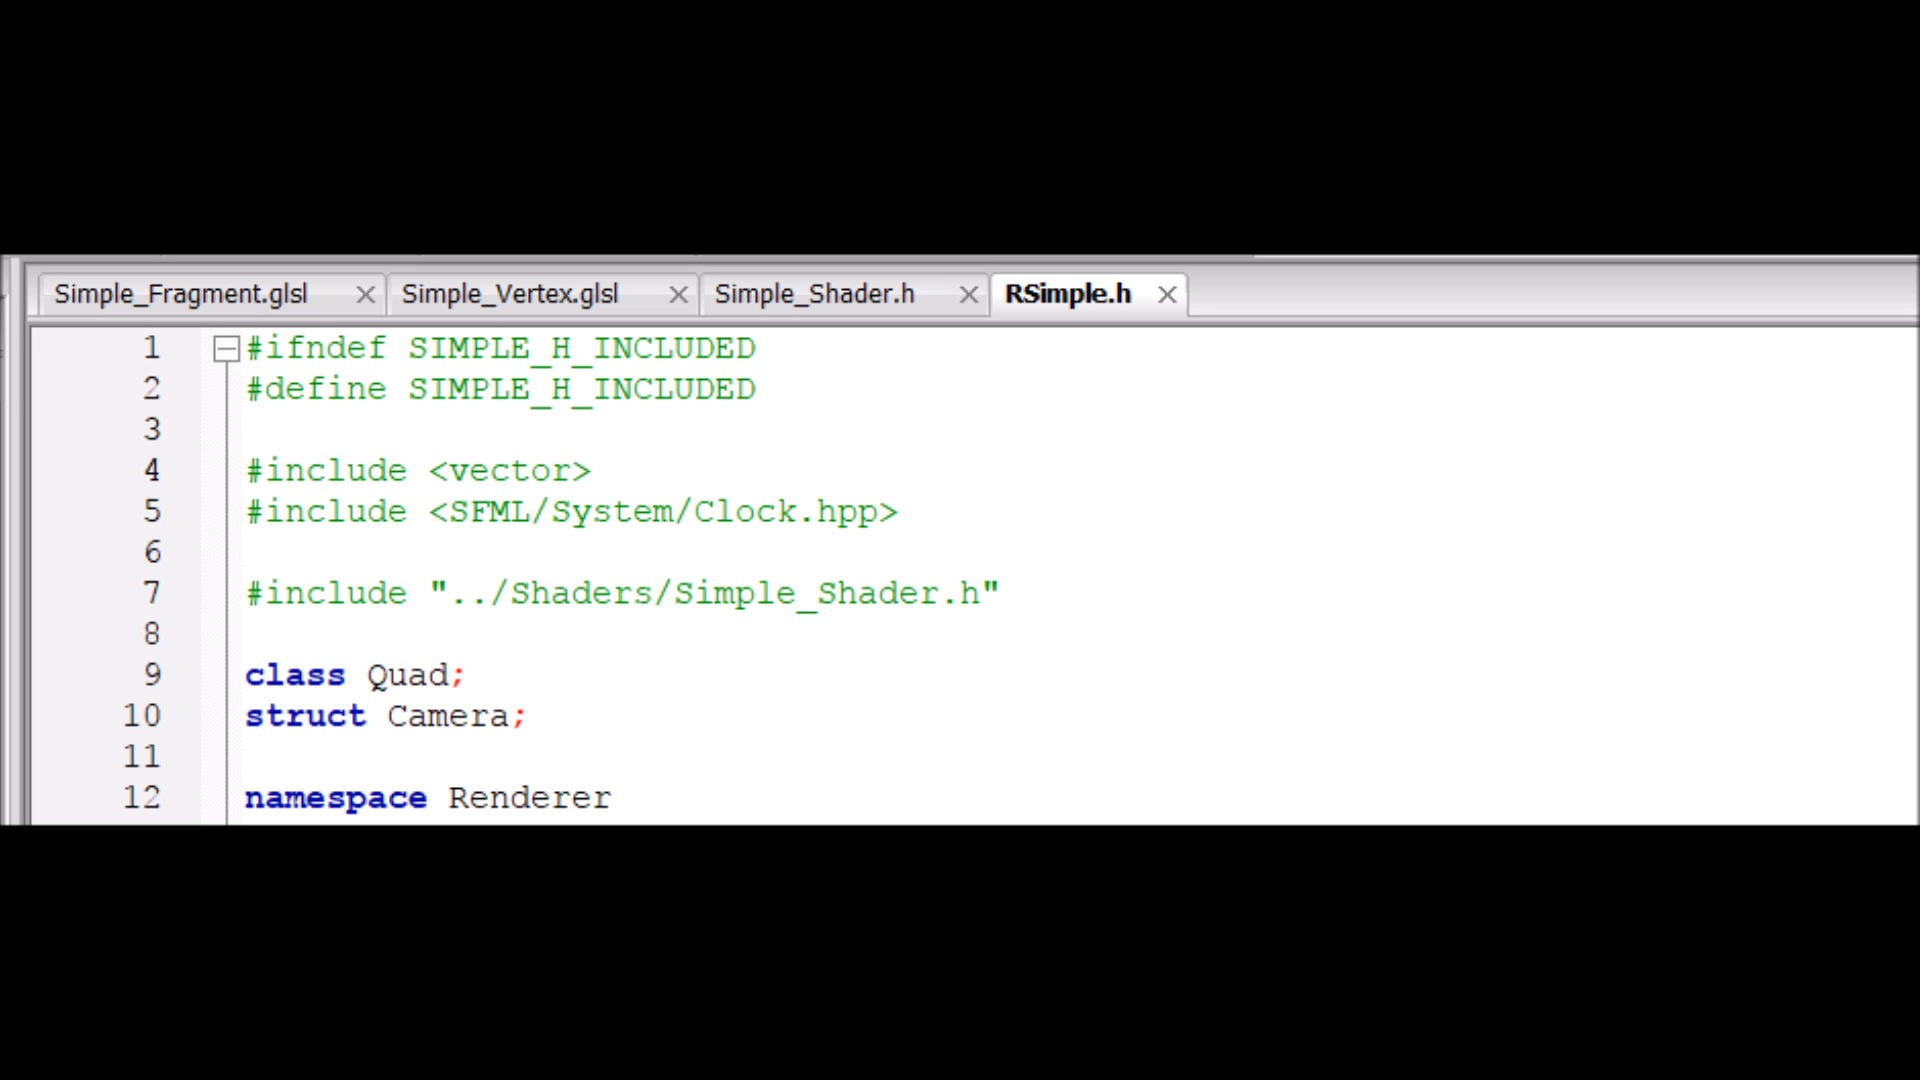 Simple_Fragment.glsl Simple_Vertex.glsl Simple_Shader.h RSimple.h
1 #ifndef SIMPLE_H_INCLUDED
2 #define SIMPLE_H_INCLUDED
3
4 #include <vector>
5 #include <SFML/System/Clock.hpp>
6
7 #include "../Shaders/Simple_Shader.h"
8
9 class Quad;
10 struct Camera;
11
12 namespace Renderer